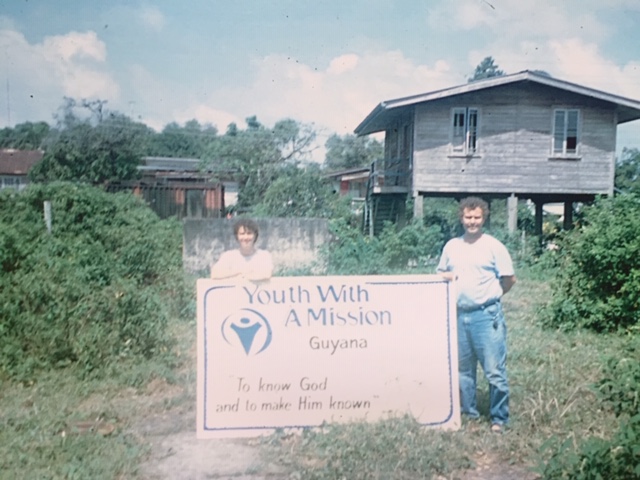 Youth With
A Mission
Guyana
"To know God
and to make Him known"